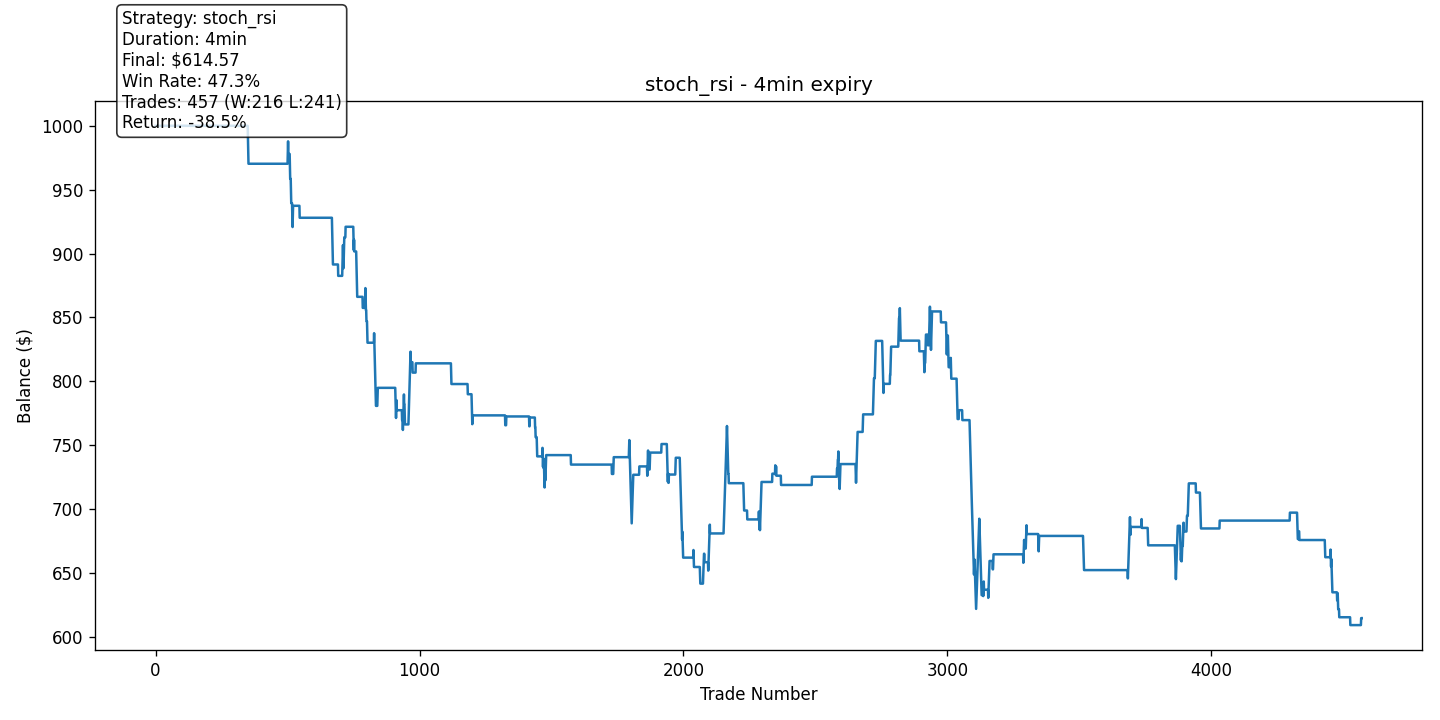 Strategy: stoch_rsi
Duration: 4min
Final: $614.57
Win Rate: 47.3%
Trades: 457 (W:216 L:241)
Return: -38.5%
stoch_rsi - 4min expiry
1000
950
900
850
800
750
700
650
600
Balance ($)
0 1000 2000 3000 4000
Trade Number